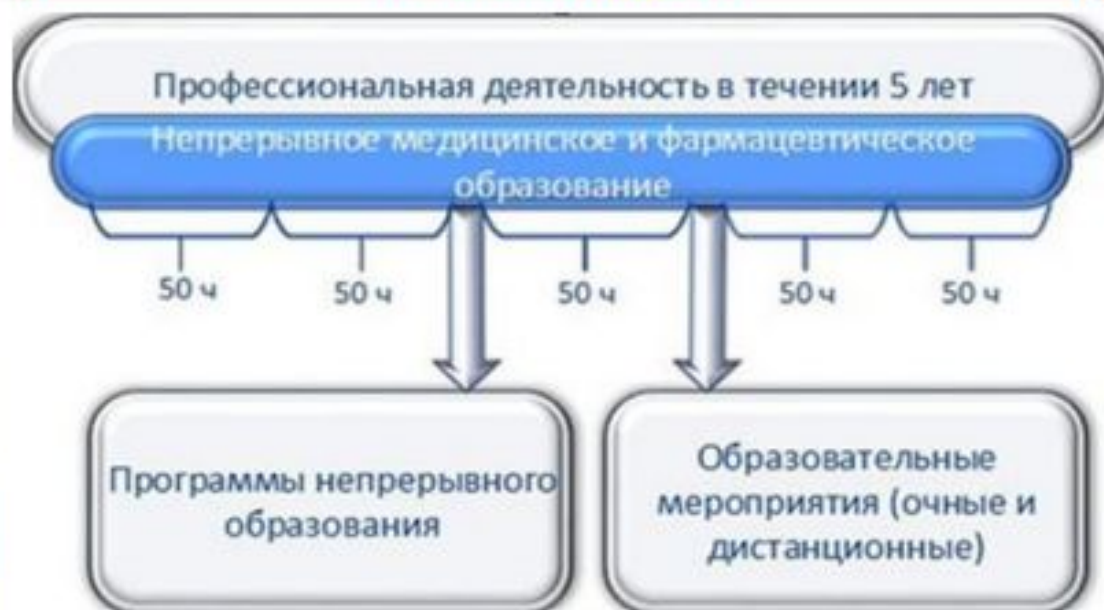 Профессиональная деятельность в течении 5 лет
Непрерывное медицинское и фармацевтическое
образование
50 ч
50 ч
50 ч
50 ч
50 ч
Программы непрерывного
образования
Образовательные
мероприятия (очные и
дистанционные)